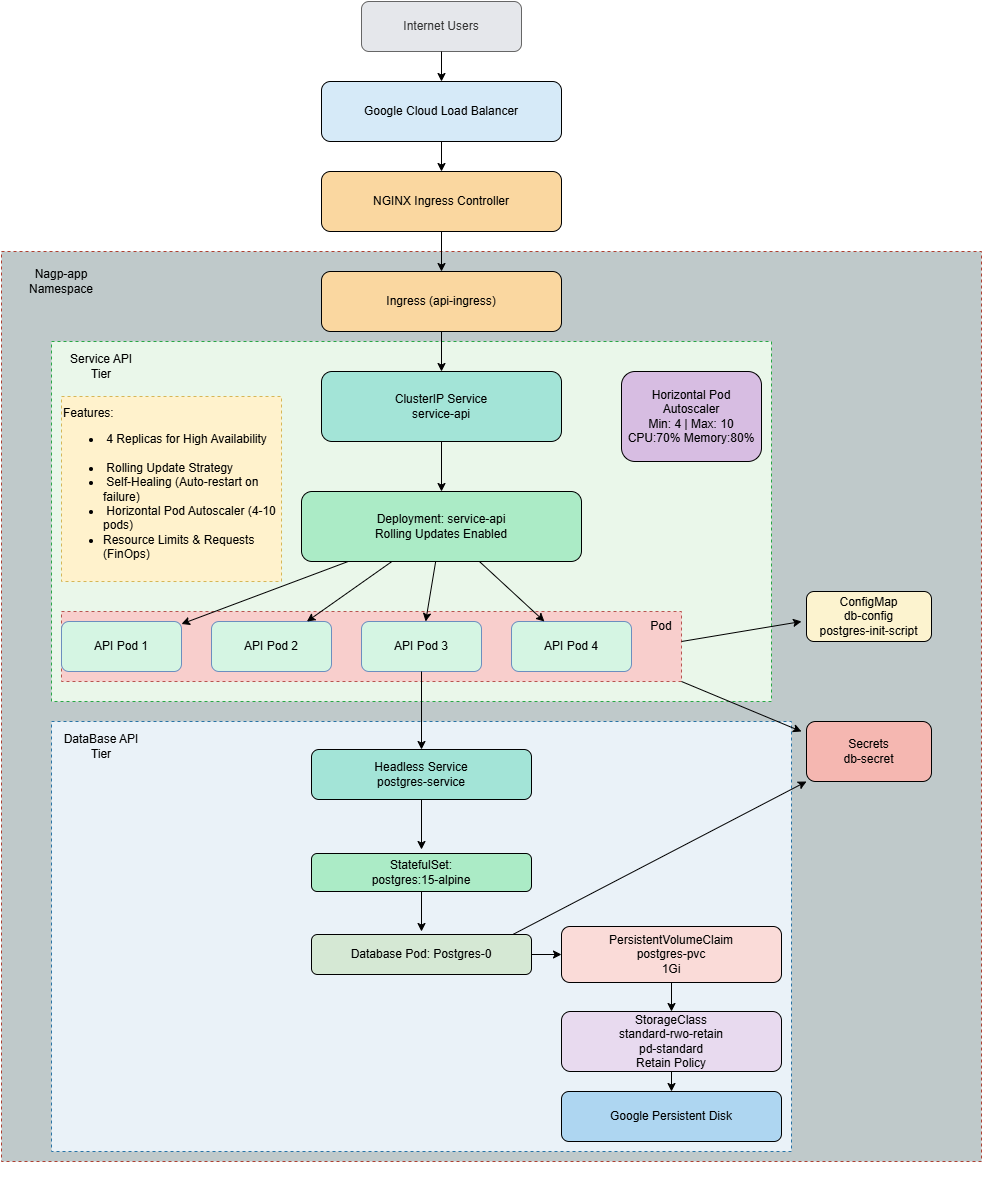 Internet Users
Google Cloud Load Balancer
NGINX Ingress Controller
Nagp-app
Namespace
Ingress (api-ingress)
Service API
Tier
ClusterIP Service
service-api
Horizontal Pod
Autoscaler
Min: 4 | Max: 10
CPU:70% Memory:80%
Features:
• 4 Replicas for High Availability
• Rolling Update Strategy
• Self-Healing (Auto-restart on
failure)
• Horizontal Pod Autoscaler (4-10
pods)
• Resource Limits & Requests
(FinOps)
Deployment: service-api
Rolling Updates Enabled
Pod
API Pod 1
API Pod 2
API Pod 3
API Pod 4
ConfigMap
db-config
postgres-init-script
DataBase API
Tier
Secrets
db-secret
Headless Service
postgres-service
StatefulSet:
postgres:15-alpine
Database Pod: Postgres-0
PersistentVolumeClaim
postgres-pvc
1Gi
StorageClass
standard-rwo-retain
pd-standard
Retain Policy
Google Persistent Disk